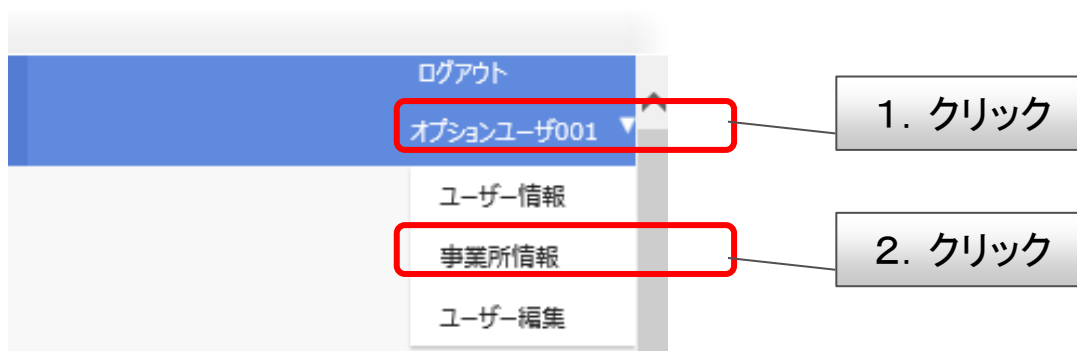 ログアウト
オプションユーザ001 ▼
１．クリック
ユーザー情報
事業所情報
２．クリック
ユーザー編集